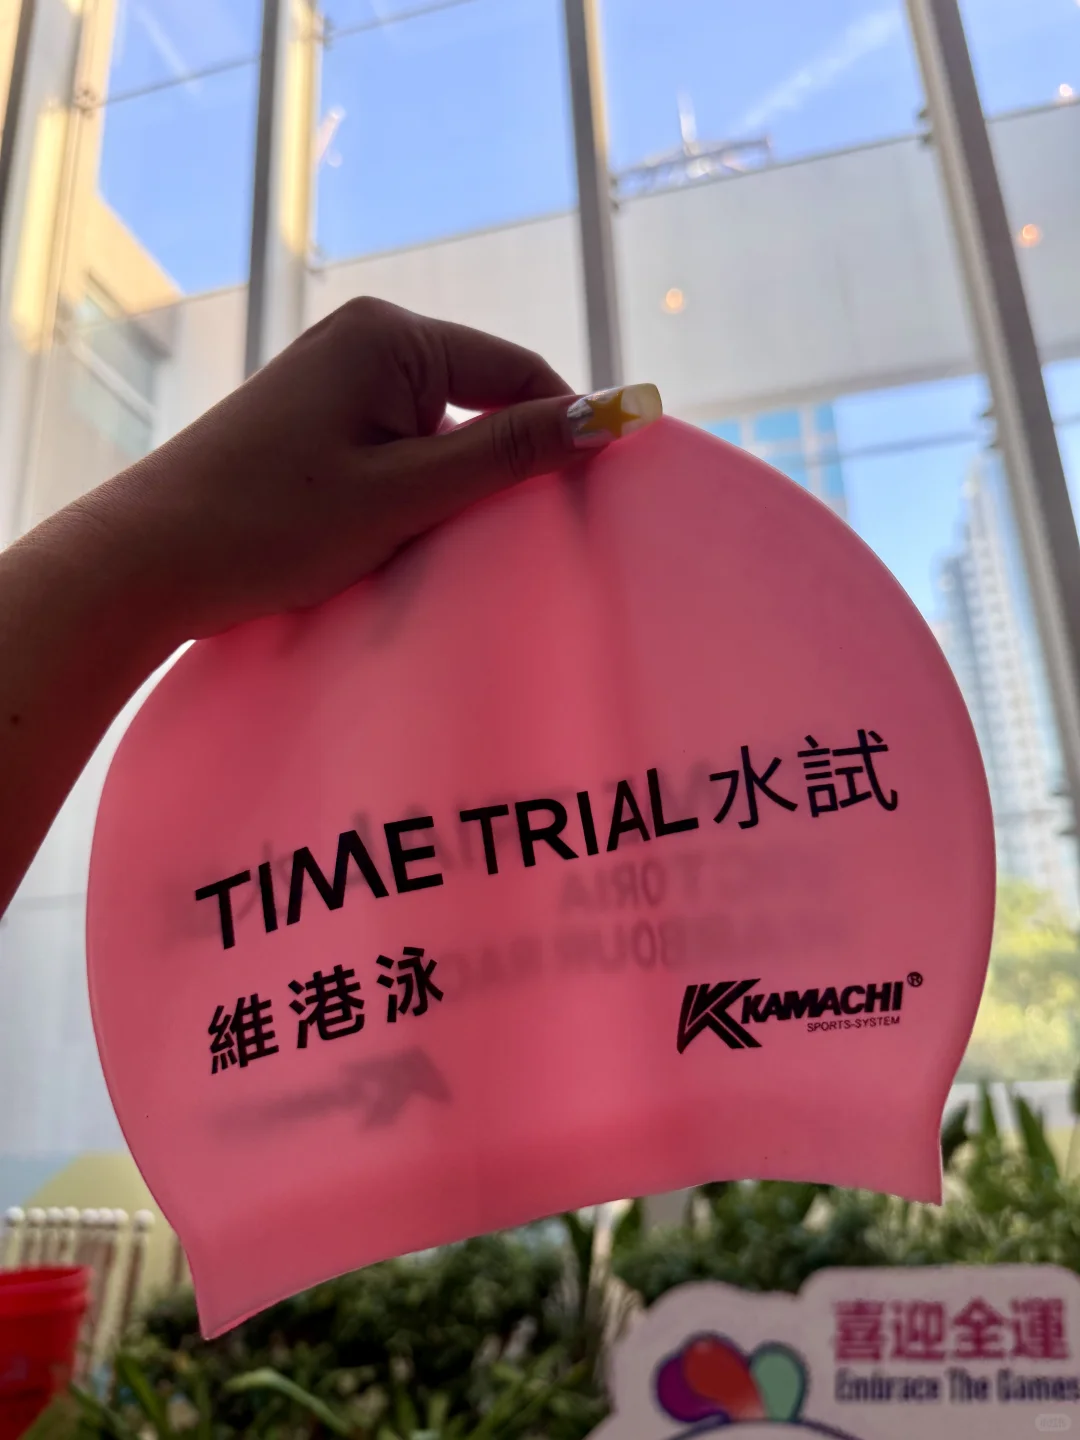 TIME TRIAL 水試
維港泳
KAMACHI®
SPORTS-SYSTEM
喜迎全運
Embrace The Games